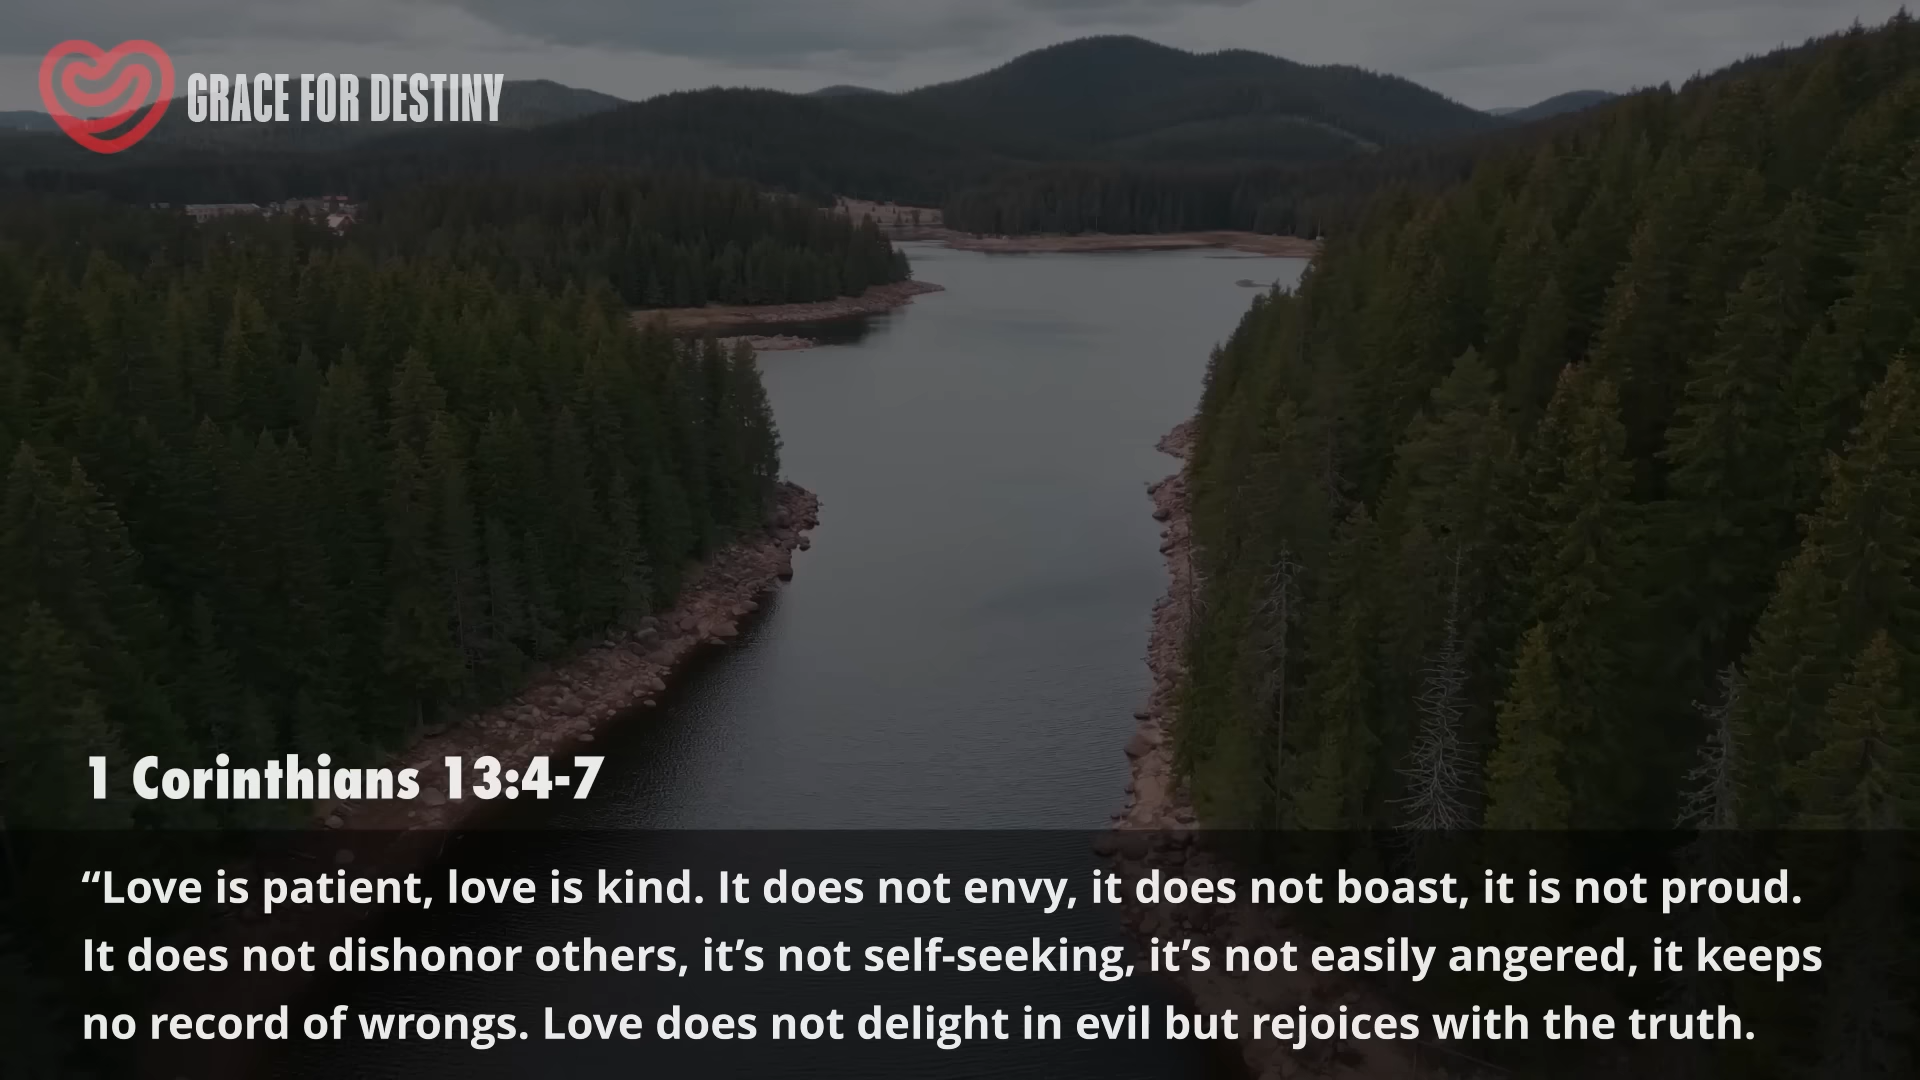 GRACE FOR DESTINY
1 Corinthians 13:4-7
“Love is patient, love is kind. It does not envy, it does not boast, it is not proud.
It does not dishonor others, it’s not self-seeking, it’s not easily angered, it keeps
no record of wrongs. Love does not delight in evil but rejoices with the truth.